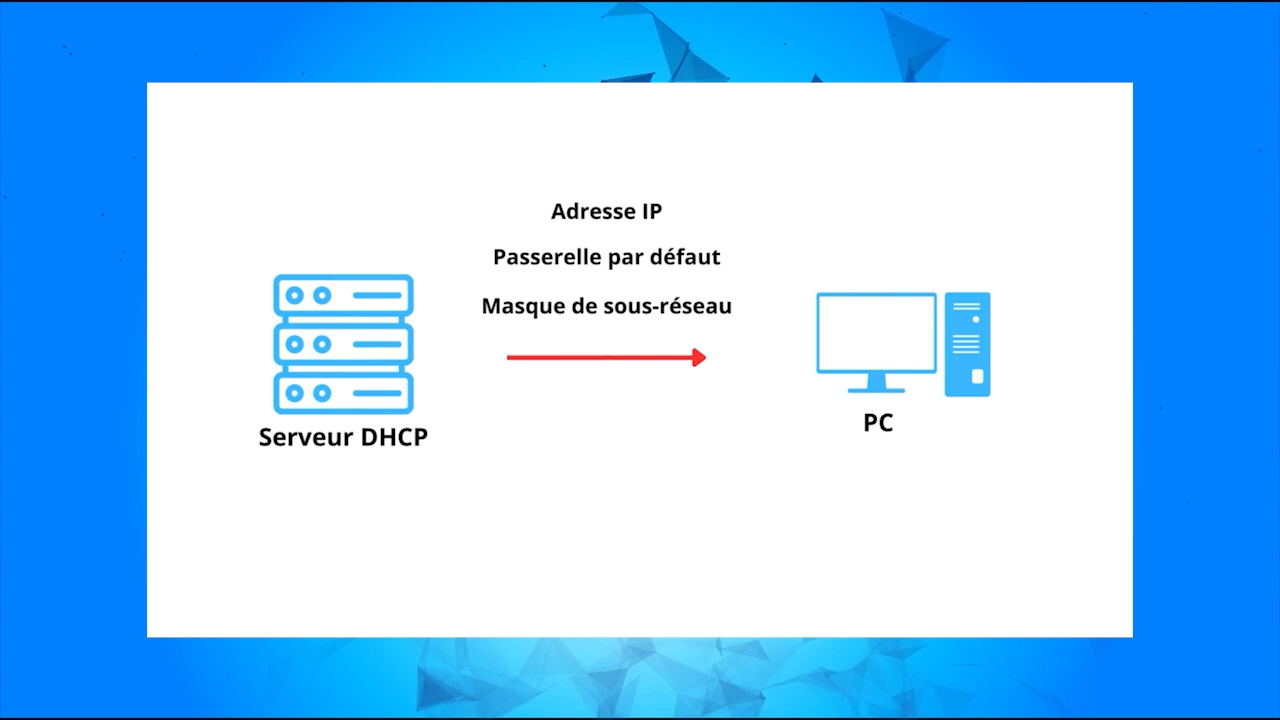 Adresse IP
Passerelle par défaut
Masque de sous-réseau
Serveur DHCP
PC